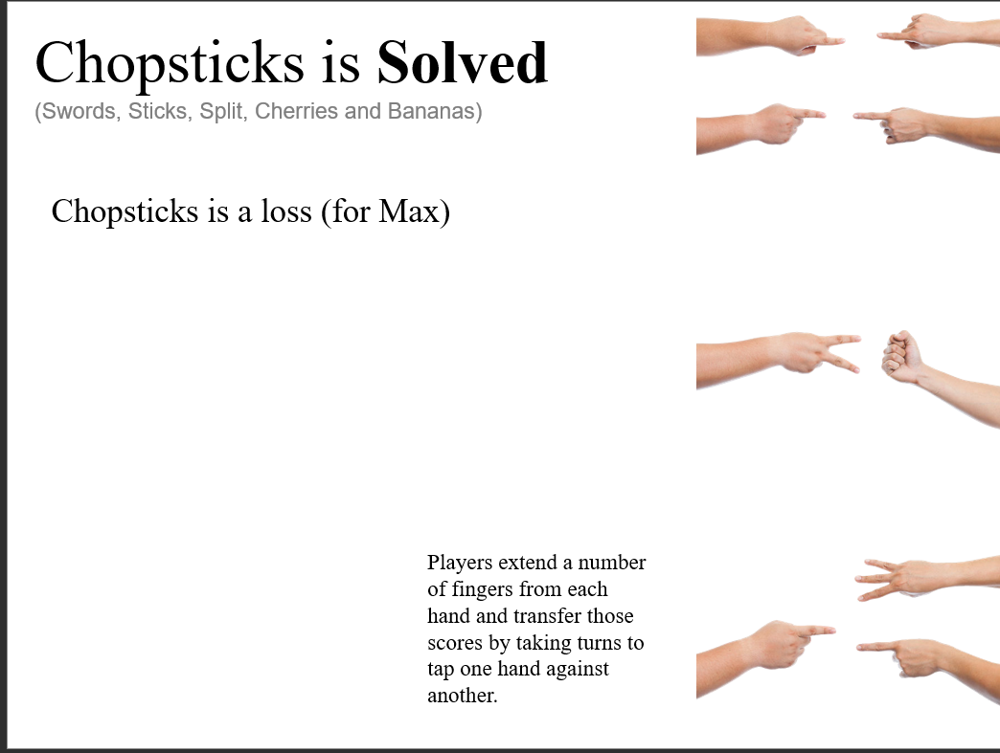 Chopsticks is Solved
(Swords, Sticks, Split, Cherries and Bananas)
Chopsticks is a loss (for Max)
Players extend a number
of fingers from each
hand and transfer those
scores by taking turns to
tap one hand against
another.